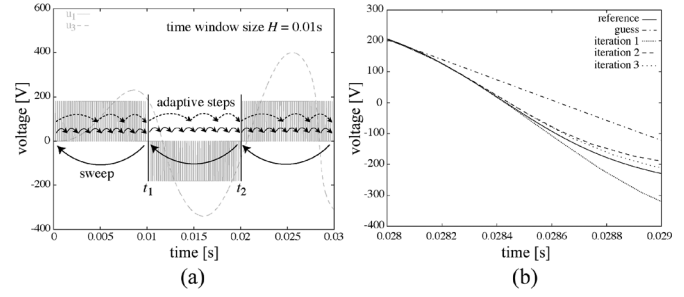 600
400
200
0
-200
-400
voltage [V]
u1
u3
time window size H = 0.01s
adaptive steps
sweep
t1
t2
0
0.005
0.01
0.015
0.02
0.025
0.03
time [s]
(a)
300
200
100
0
-100
-200
-300
-400
voltage [V]
reference
guess
iteration 1
iteration 2
iteration 3
0.028
0.0282
0.0284
0.0286
0.0288
0.029
time [s]
(b)